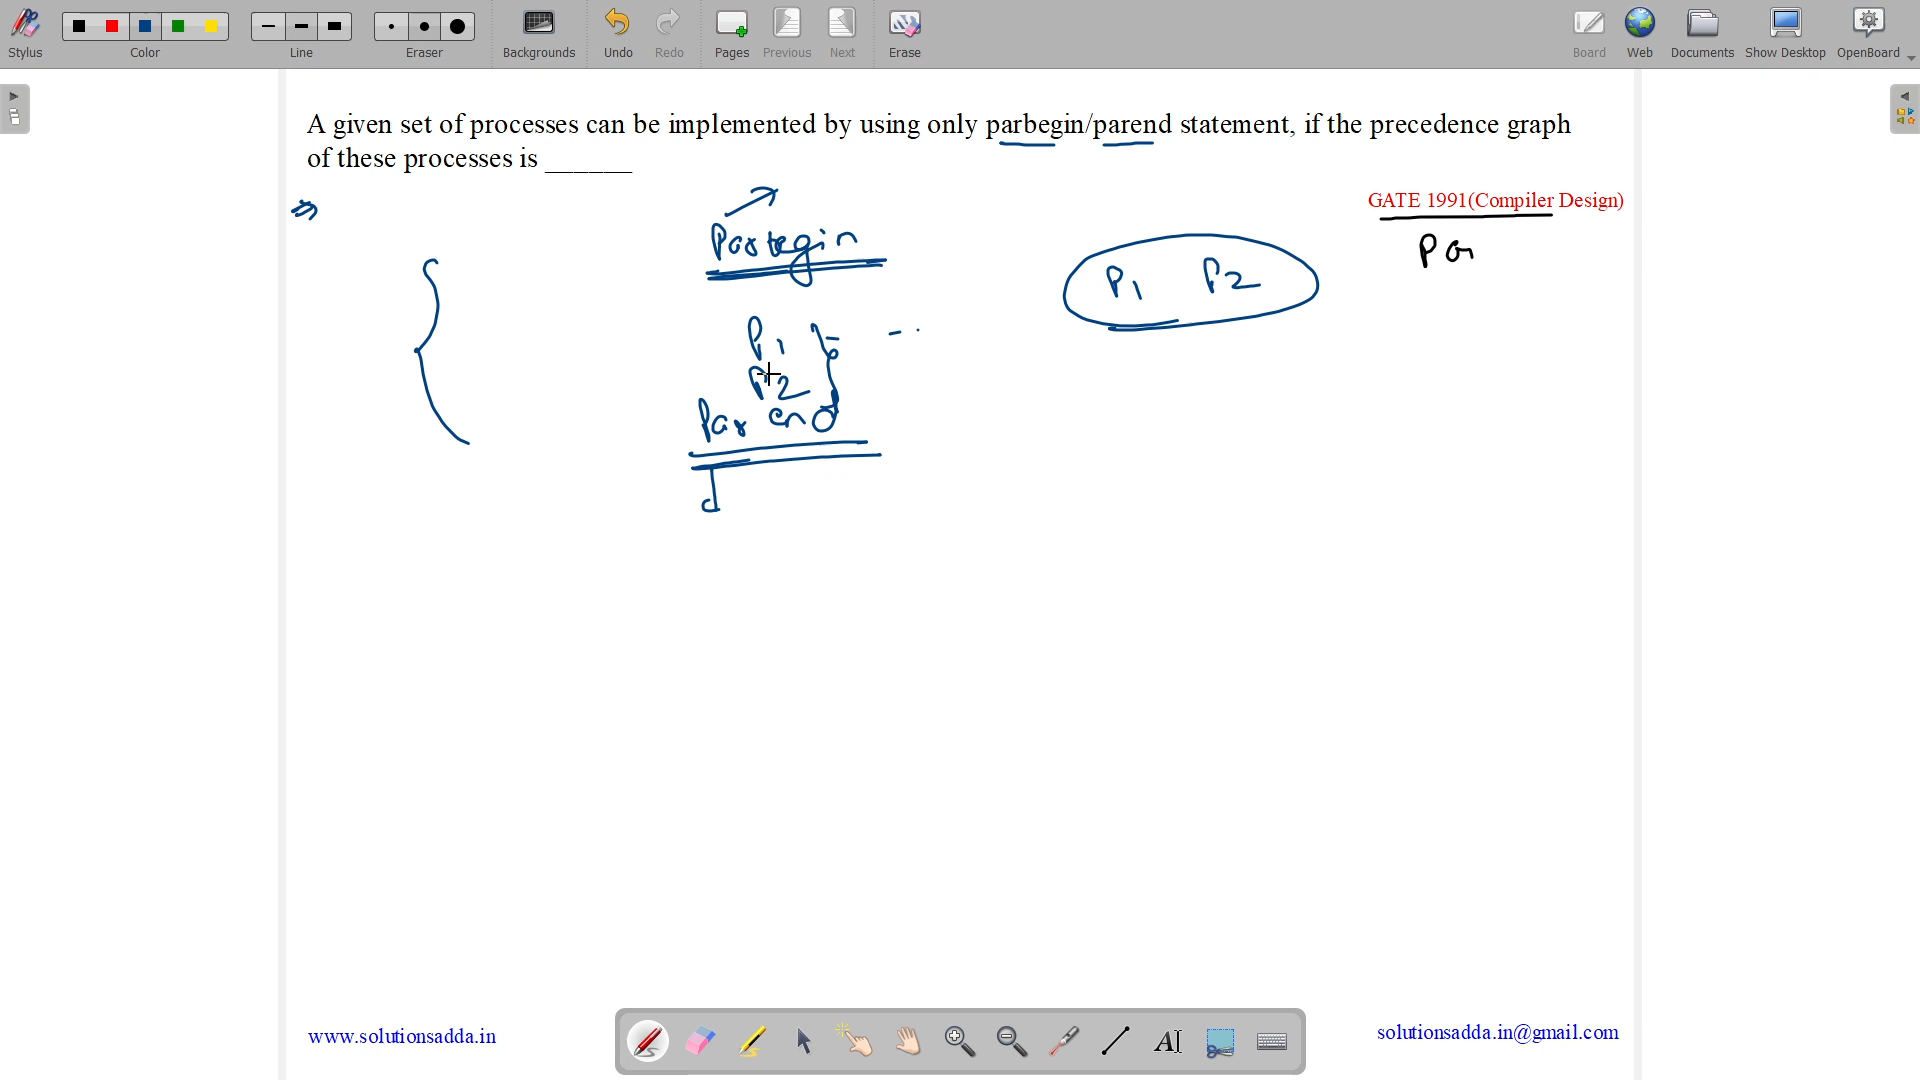 Stylus
Color
Line
Eraser
Backgrounds
Undo
Redo
Pages
Previous
Next
Erase
Board
Web
Documents
Show Desktop
OpenBoard
A given set of processes can be implemented by using only parbegin/parend statement, if the precedence graph
of these processes is ______
GATE 1991(Compiler Design)
Parbegin
P1 P2
P1
P2
Par end
www.solutionsadda.in
solutionsadda.in@gmail.com